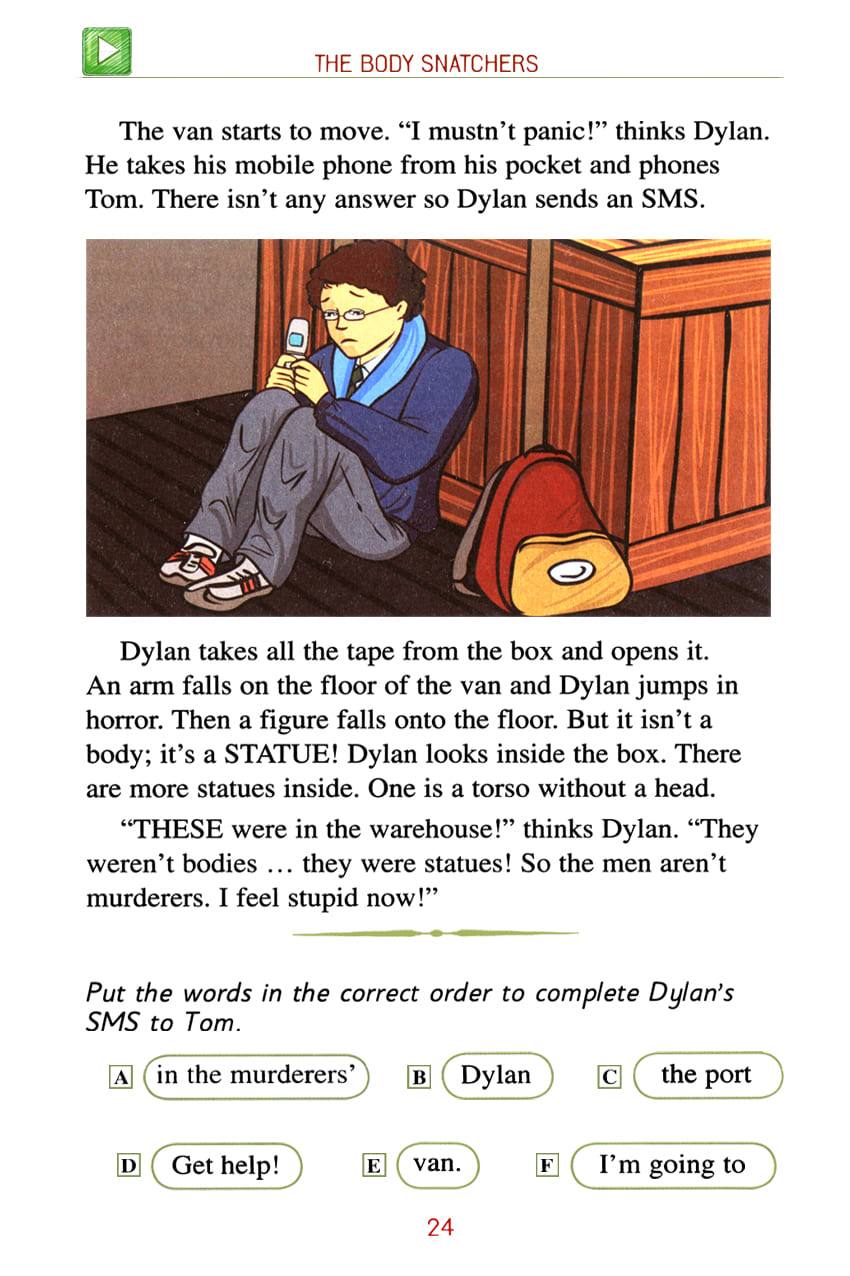 THE BODY SNATCHERS
The van starts to move. “I mustn’t panic!” thinks Dylan.
He takes his mobile phone from his pocket and phones
Tom. There isn’t any answer so Dylan sends an SMS.
Dylan takes all the tape from the box and opens it.
An arm falls on the floor of the van and Dylan jumps in
horror. Then a figure falls onto the floor. But it isn’t a
body; it’s a STATUE! Dylan looks inside the box. There
are more statues inside. One is a torso without a head.
“THESE were in the warehouse!” thinks Dylan. “They
weren’t bodies … they were statues! So the men aren’t
murderers. I feel stupid now!”
Put the words in the correct order to complete Dylan’s
SMS to Tom.
A in the murderers’ B Dylan C the port
D Get help! E van. F I’m going to
24